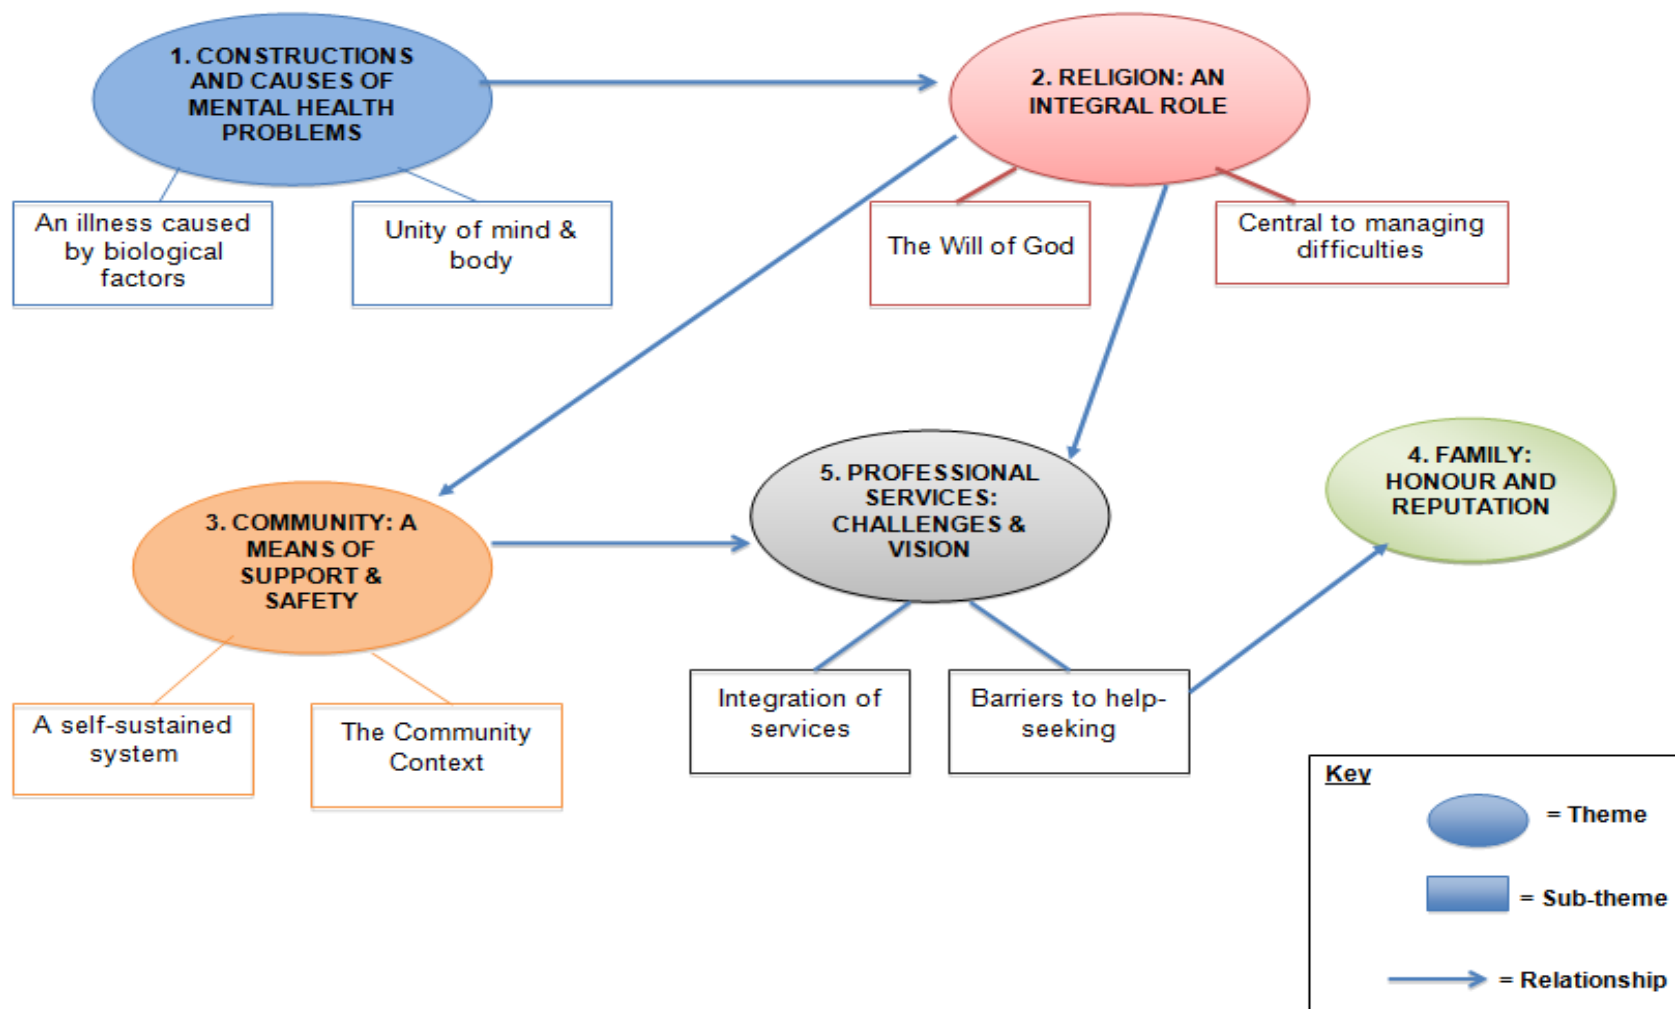 1. CONSTRUCTIONS
AND CAUSES OF
MENTAL HEALTH
PROBLEMS
2. RELIGION: AN
INTEGRAL ROLE
An illness caused
by biological
factors
Unity of mind &
body
The Will of God
Central to managing
difficulties
3. COMMUNITY: A
MEANS OF
SUPPORT &
SAFETY
5. PROFESSIONAL
SERVICES:
CHALLENGES &
VISION
4. FAMILY:
HONOUR AND
REPUTATION
A self-sustained
system
The Community
Context
Integration of
services
Barriers to help-
seeking
Key
= Theme
= Sub-theme
= Relationship